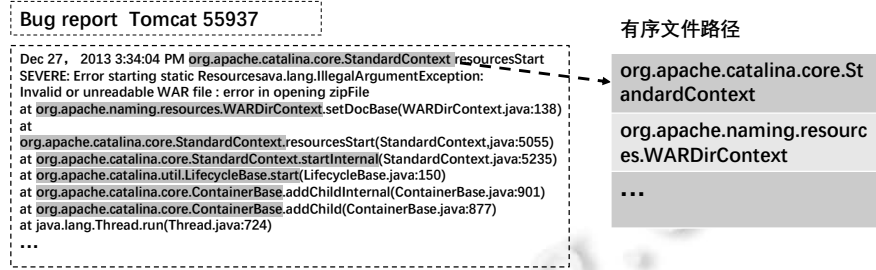 Bug report Tomcat 55937
Dec 27， 2013 3:34:04 PM org.apache.catalina.core.StandardContext resourcesStart
SEVERE: Error starting static Resourcesava.lang.IllegalArgumentException:
Invalid or unreadable WAR file : error in opening zipFile
at org.apache.naming.resources.WARDirContext.setDocBase(WARDirContext.java:138)
at
org.apache.catalina.core.StandardContext.resourcesStart(StandardContext,java:5055)
at org.apache.catalina.core.StandardContext.startInternal(StandardContext.java:5235)
at org.apache.catalina.util.LifecycleBase.start(LifecycleBase.java:150)
at org.apache.catalina.core.ContainerBase.addChildInternal(ContainerBase.java:901)
at org.apache.catalina.core.ContainerBase.addChild(ContainerBase.java:877)
at java.lang.Thread.run(Thread.java:724)
...
有序文件路径
org.apache.catalina.core.St
andardContext
org.apache.naming.resourc
es.WARDirContext
...